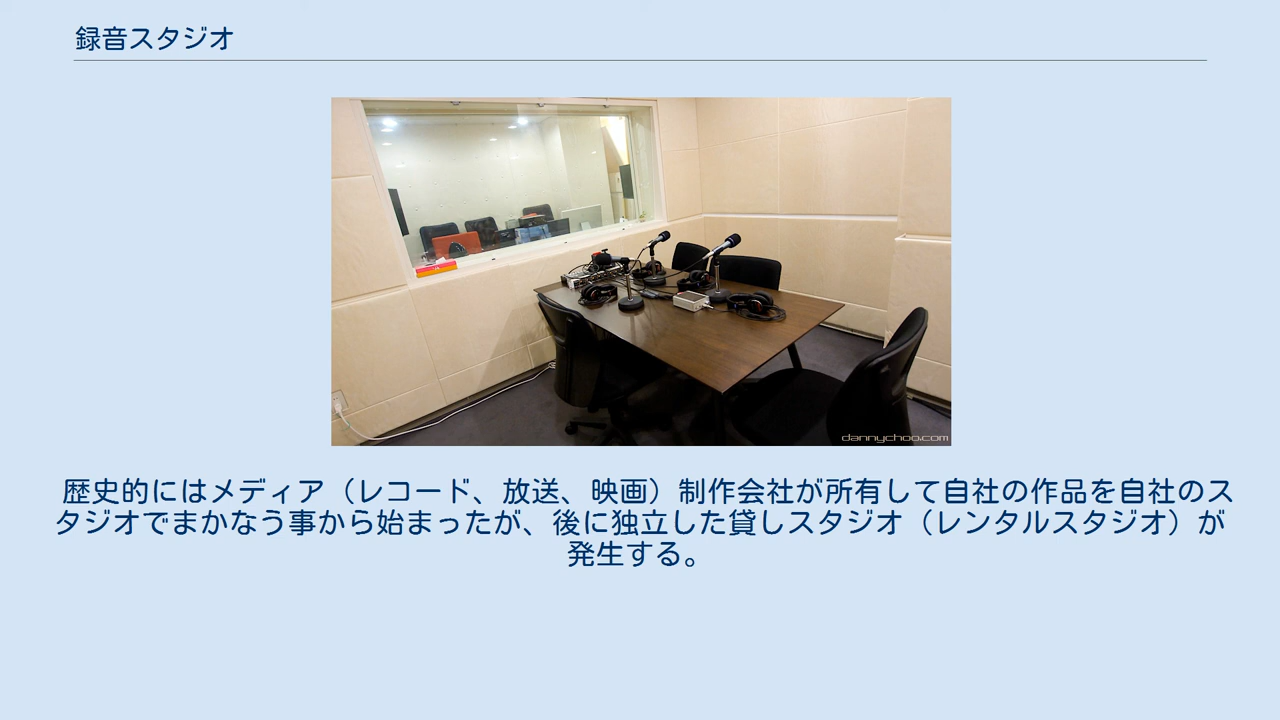 録音スタジオ
dannychoo.com
歴史的にはメディア（レコード、放送、映画）制作会社が所有して自社の作品を自社のス
タジオでまかなう事から始まったが、後に独立した貸しスタジオ（レンタルスタジオ）が
発生する。